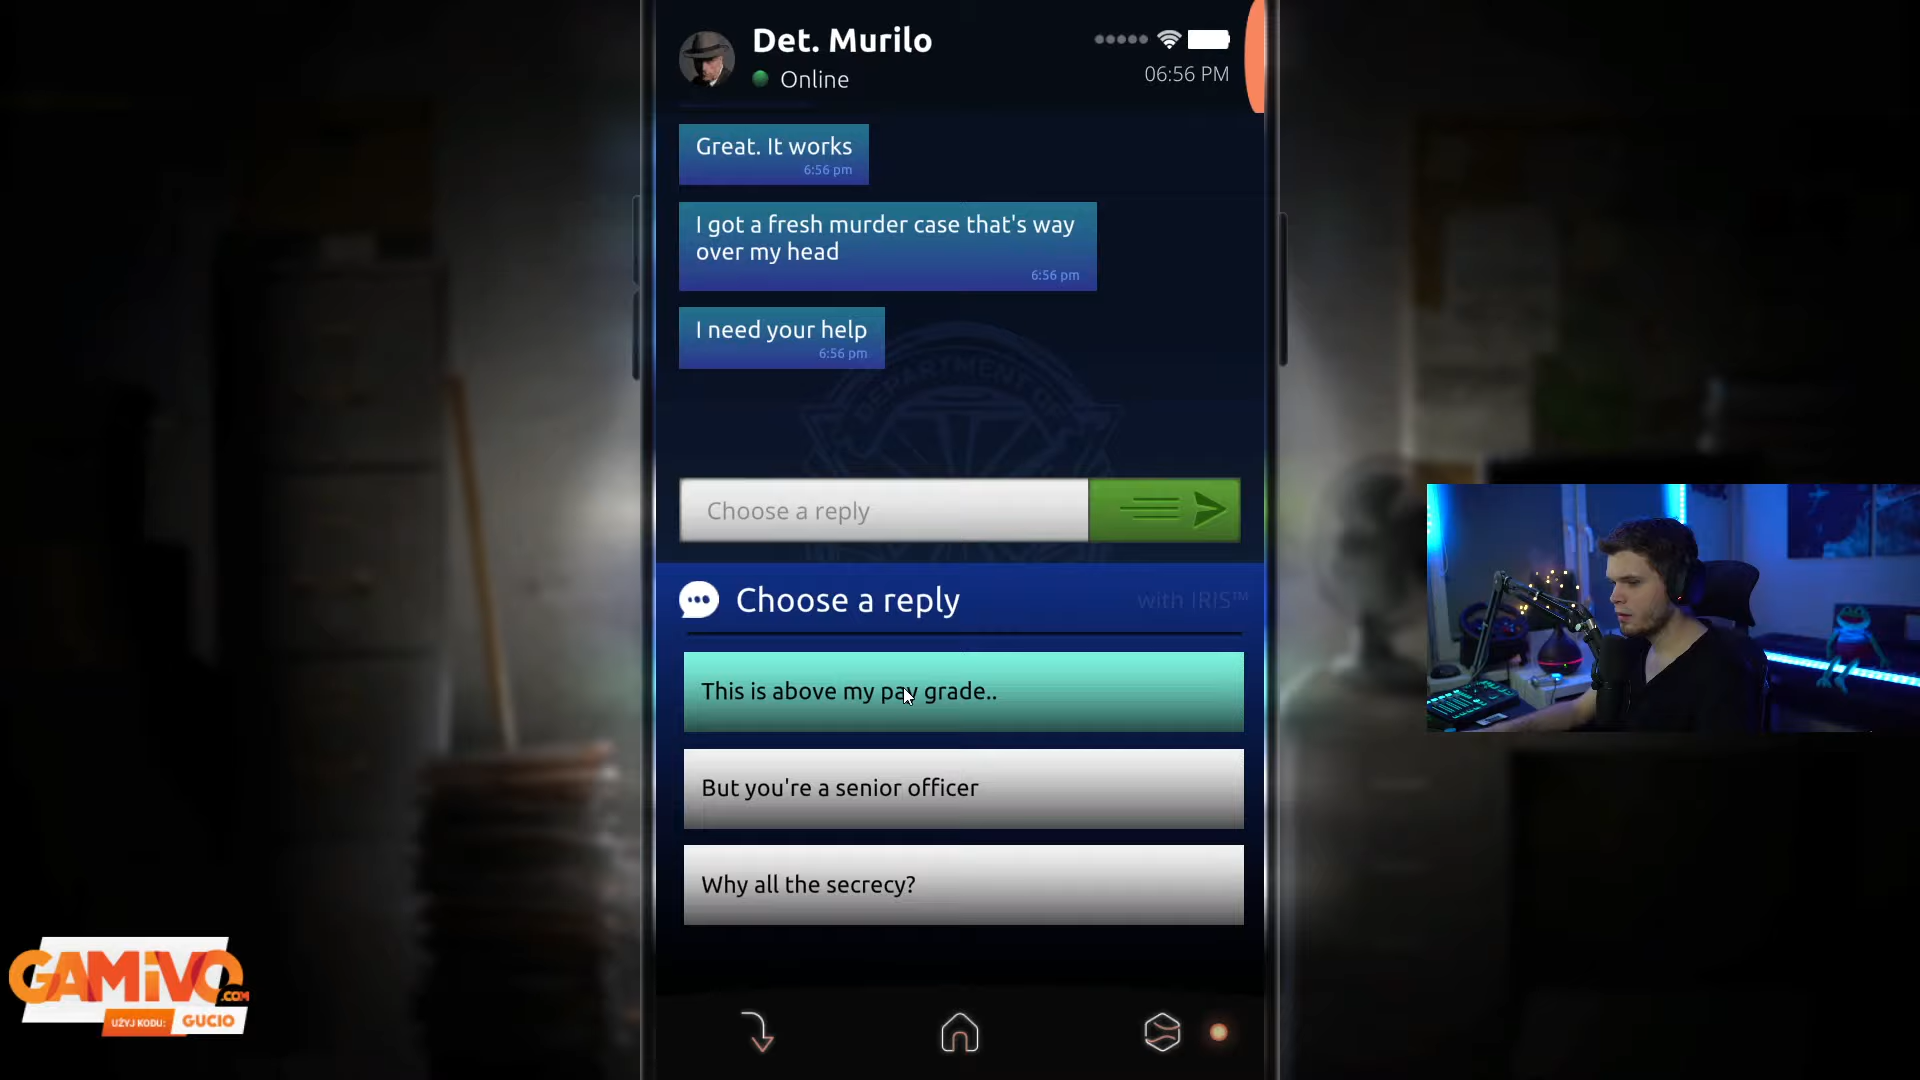 Det. Murilo
Online
06:56 PM
Great. It works
6:56 pm
I got a fresh murder case that's way
over my head
6:56 pm
I need your help
6:56 pm
DEPARTMENT OF
Choose a reply
Choose a reply
with IRIS™
This is above my pay grade..
But you're a senior officer
Why all the secrecy?
GAMIVO
.COM
UŻYJ KODU: GUCIO